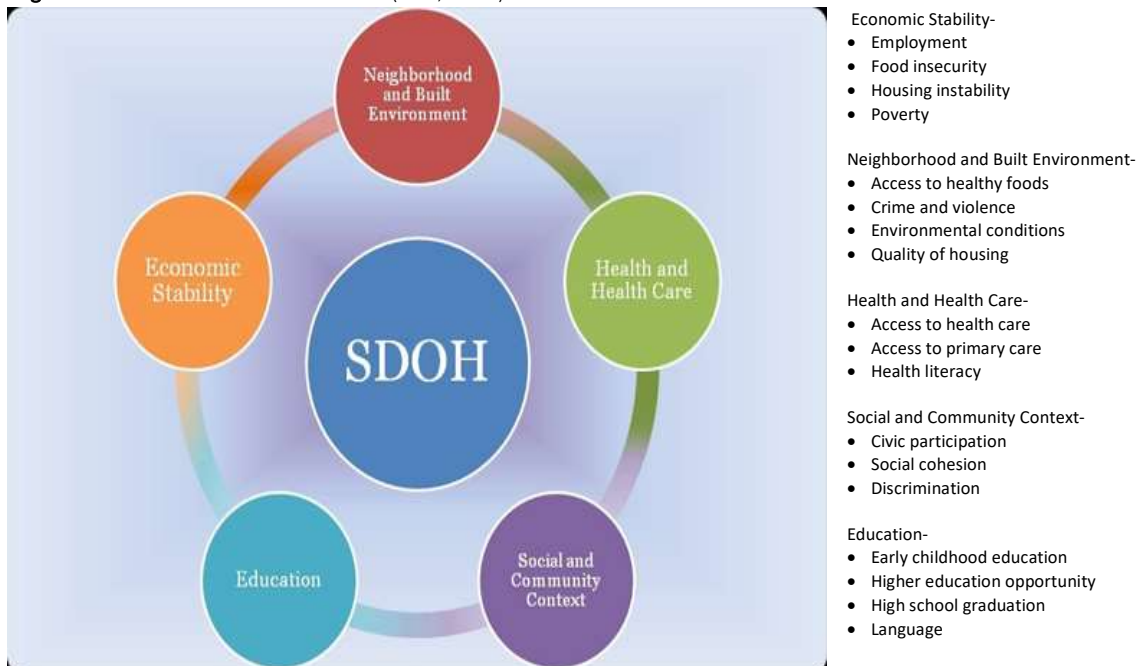 Neighborhood
and Built
Environment
Economic
Stability
Health and
Health Care
SDOH
Education
Social and
Community
Context
Economic Stability-
• Employment
• Food insecurity
• Housing instability
• Poverty
Neighborhood and Built Environment-
• Access to healthy foods
• Crime and violence
• Environmental conditions
• Quality of housing
Health and Health Care-
• Access to health care
• Access to primary care
• Health literacy
Social and Community Context-
• Civic participation
• Social cohesion
• Discrimination
Education-
• Early childhood education
• Higher education opportunity
• High school graduation
• Language